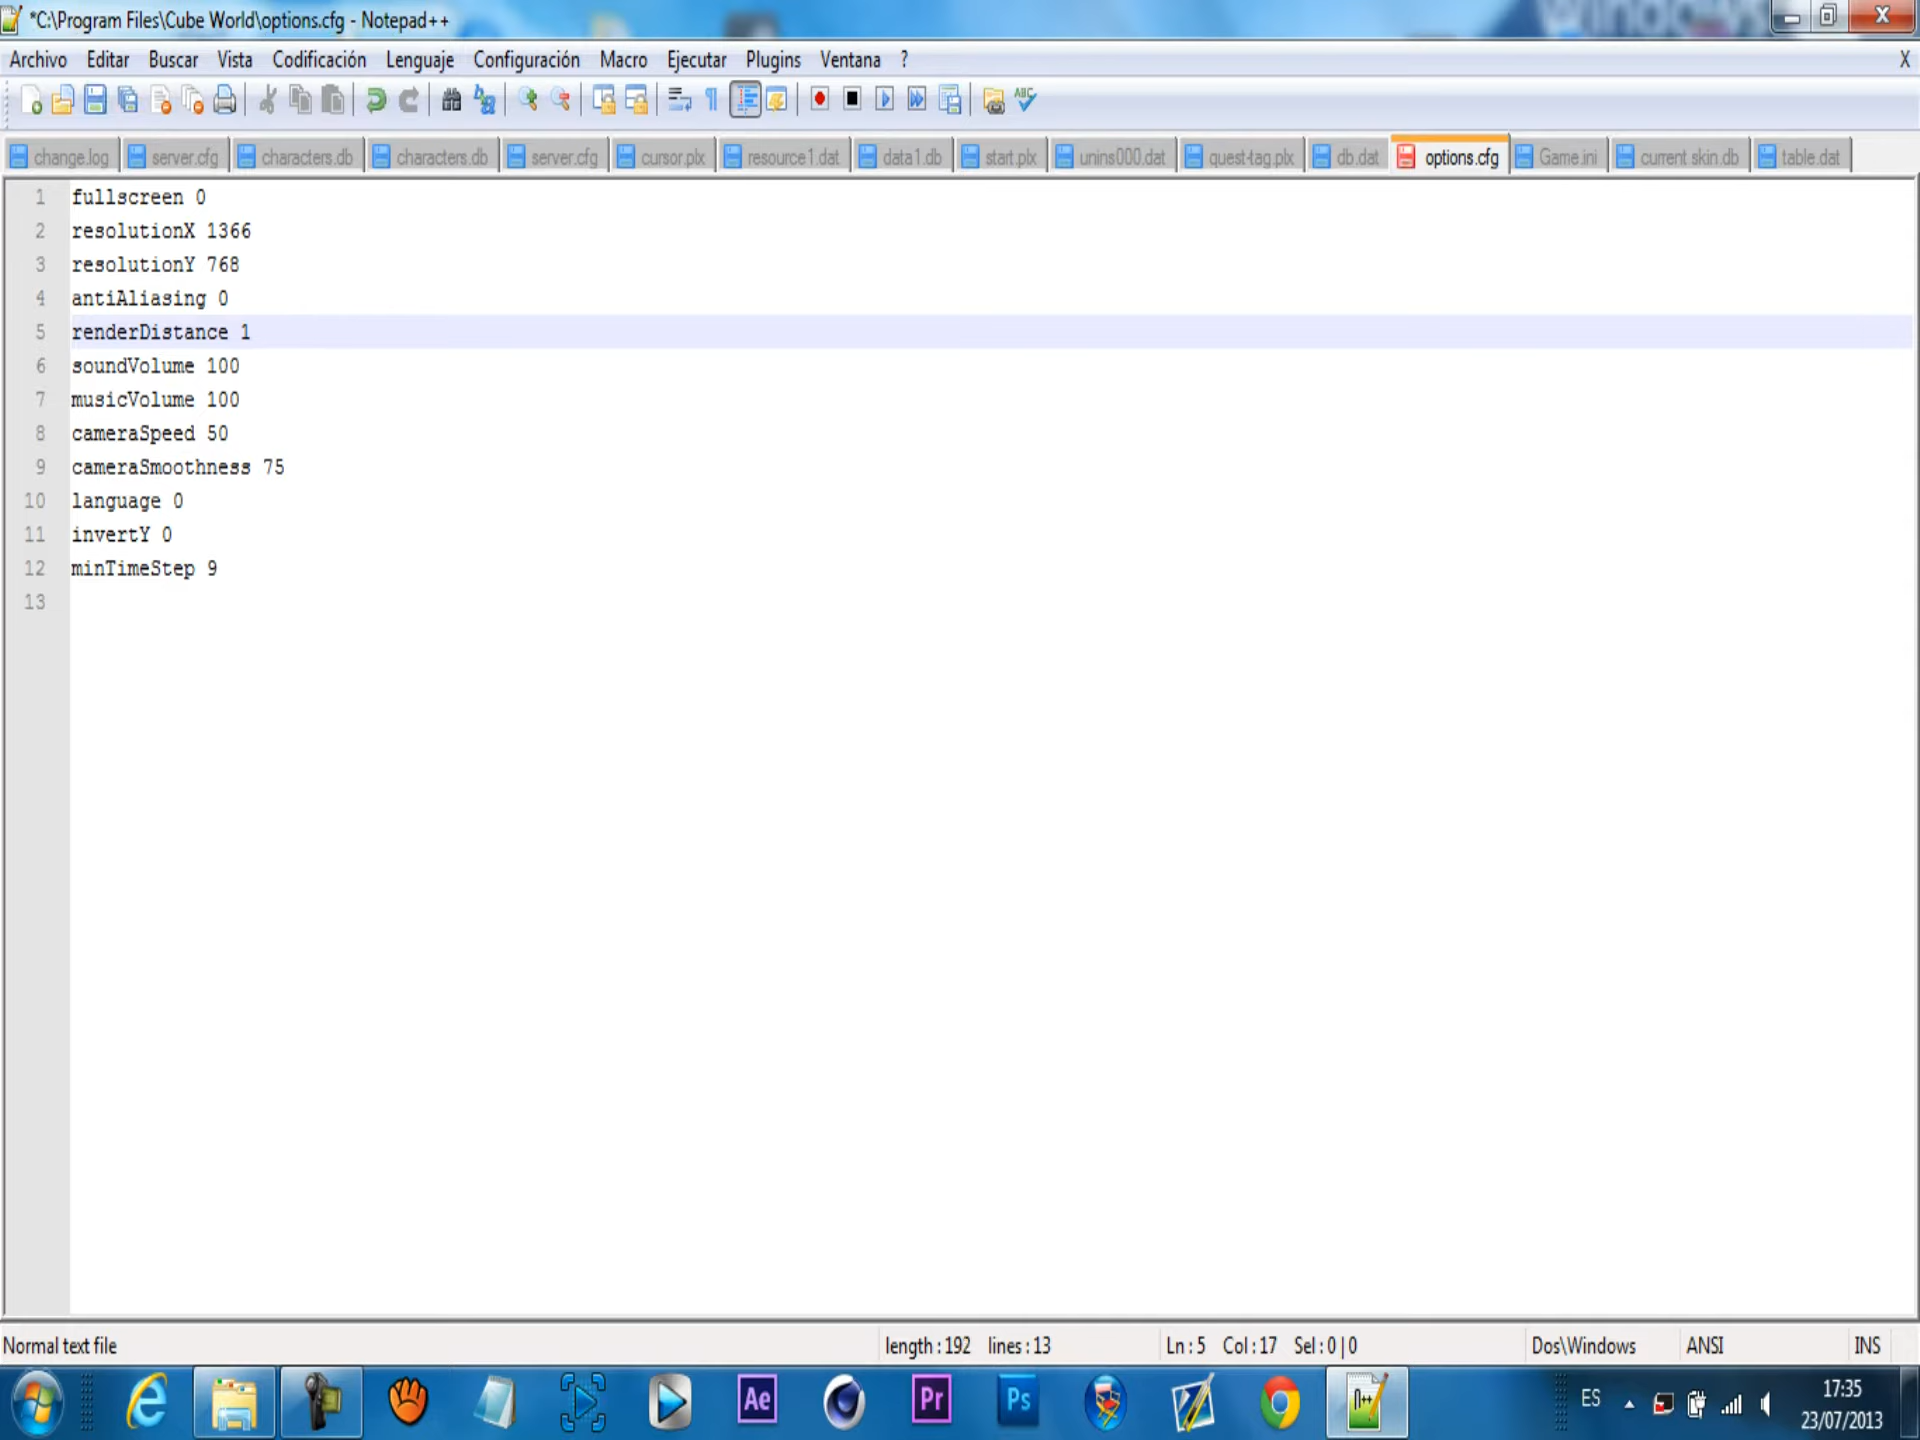 *C:\Program Files\Cube World\options.cfg - Notepad++
Archivo Editar Buscar Vista Codificación Lenguaje Configuración Macro Ejecutar Plugins Ventana ? X
change.log server.cfg characters.db characters.db server.cfg cursor.plx resource1.dat data1.db start.plx unins000.dat quest-tag.plx db.dat options.cfg Game.ini current skin.db table.dat
1 fullscreen 0
2 resolutionX 1366
3 resolutionY 768
4 antiAliasing 0
5 renderDistance 1
6 soundVolume 100
7 musicVolume 100
8 cameraSpeed 50
9 cameraSmoothness 75
10 language 0
11 invertY 0
12 minTimeStep 9
13
Normal text file length : 192 lines : 13 Ln : 5 Col : 17 Sel : 0 | 0 Dos\Windows ANSI INS
Ae Pr Ps n++ ES 17:35
23/07/2013